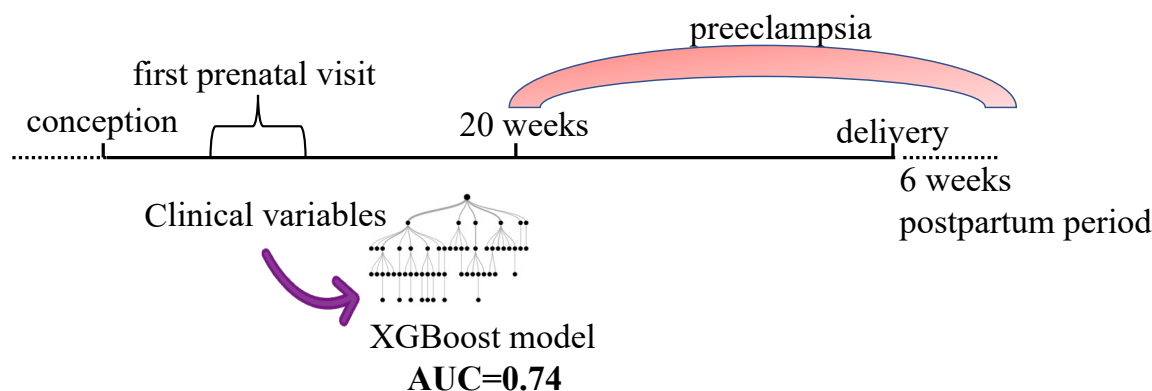 preeclampsia
first prenatal visit
conception
20 weeks
delivery
6 weeks
postpartum period
Clinical variables
XGBoost model
AUC=0.74